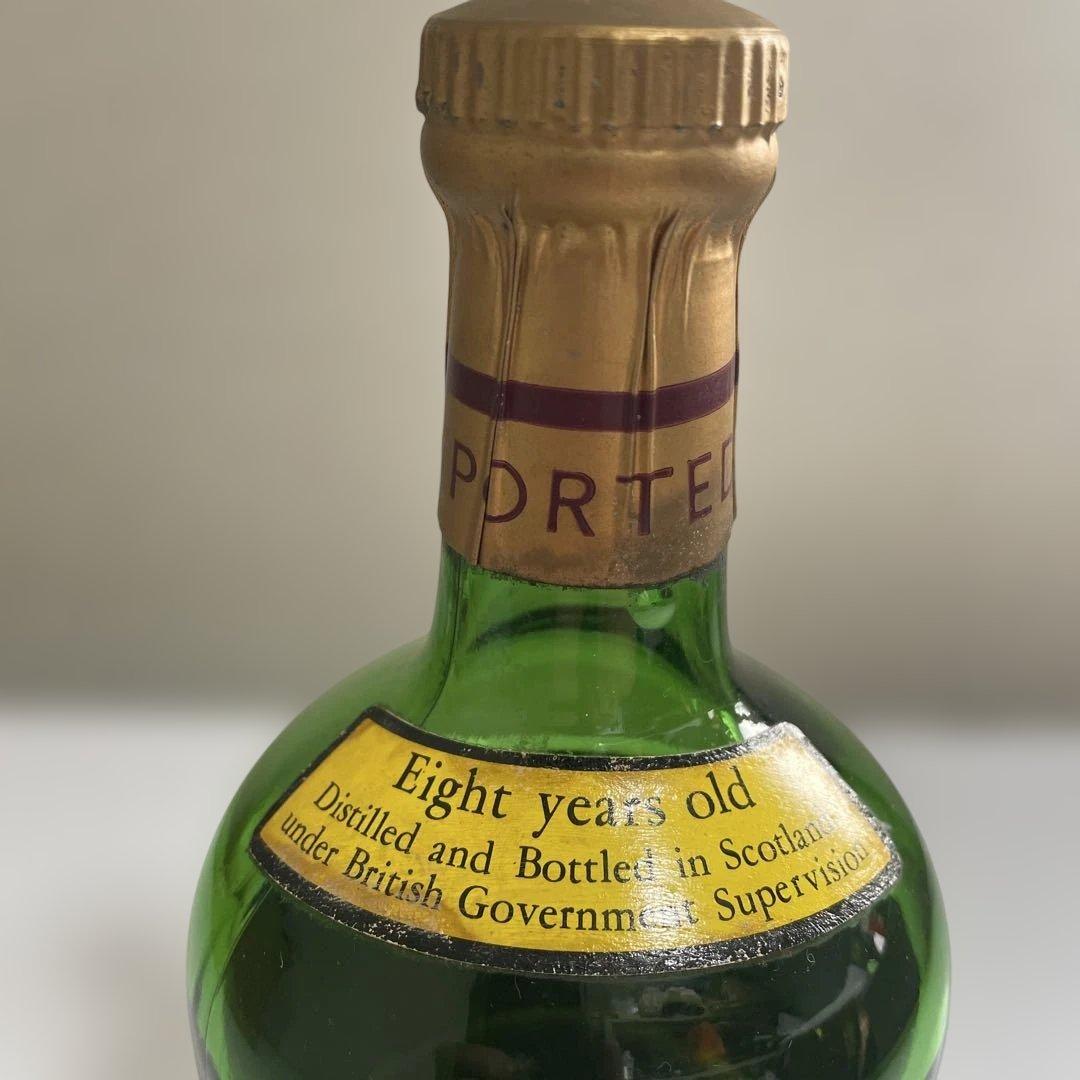 PORTED
Eight years old
Distilled and Bottled in Scotland
under British Government Supervision